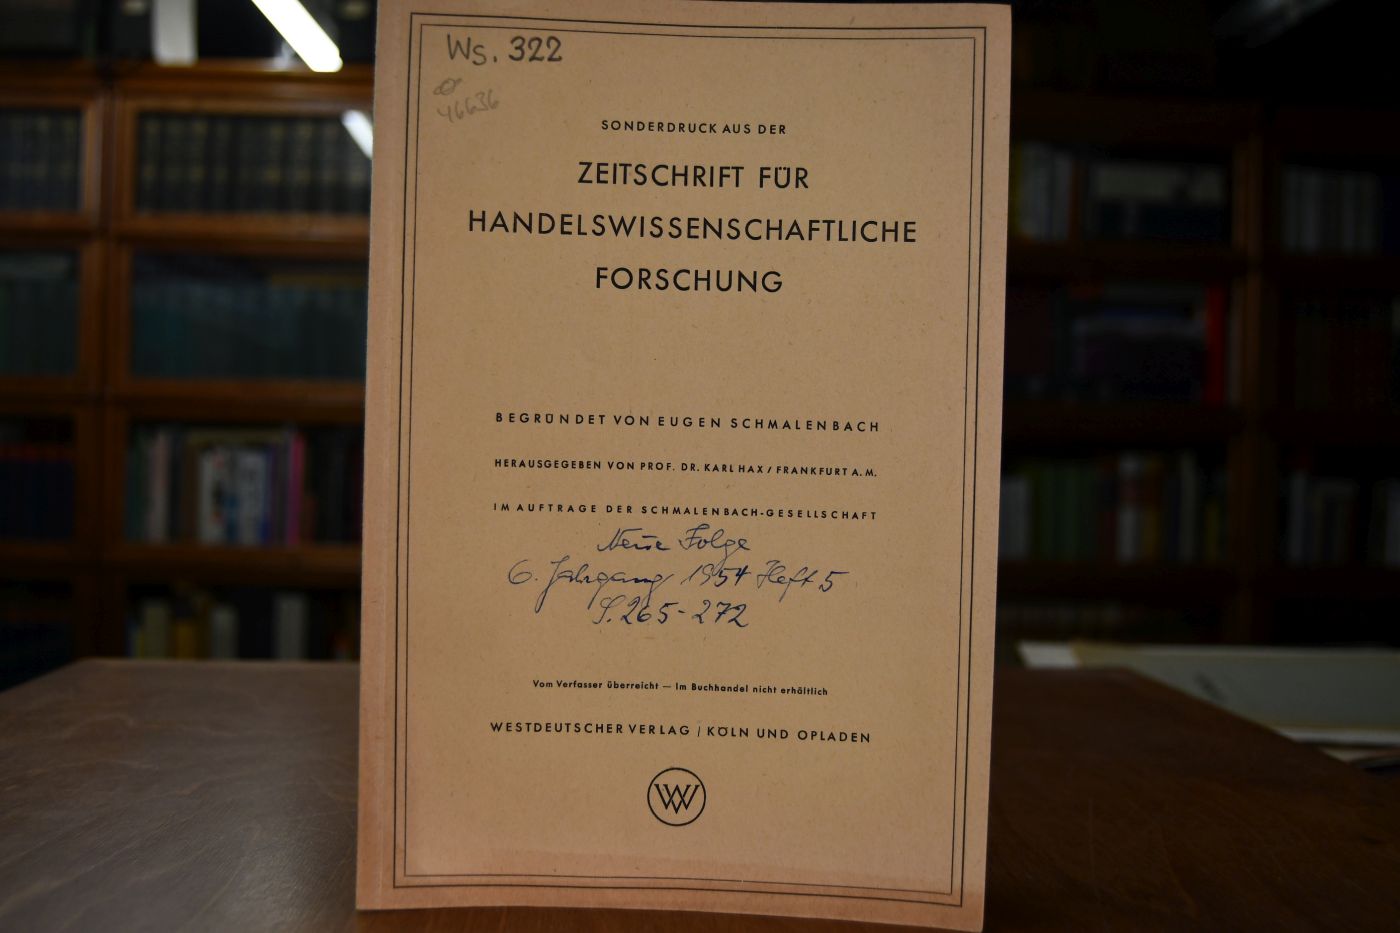 Ws. 322
46636
SONDERDRUCK AUS DER
ZEITSCHRIFT FÜR
HANDELSWISSENSCHAFTLICHE
FORSCHUNG
BEGRÜNDET VON EUGEN SCHMALENBACH
HERAUSGEGEBEN VON PROF. DR. KARL HAX / FRANKFURT A. M.
IM AUFTRAGE DER SCHMALENBACH-GESELLSCHAFT
Neue Folge
6. Jahrgang 1954 Heft 5
S. 265-272
Vom Verfasser überreicht — Im Buchhandel nicht erhältlich
WESTDEUTSCHER VERLAG / KÖLN UND OPLADEN